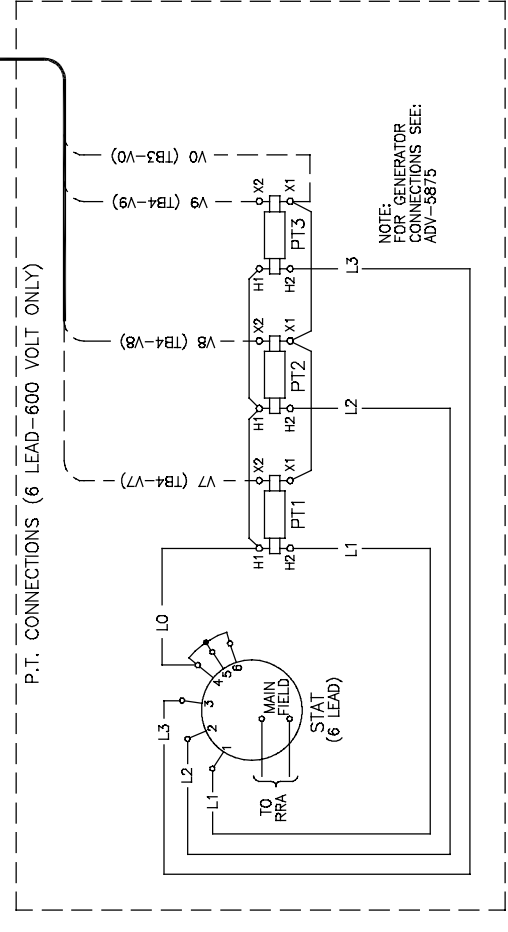 P.T. CONNECTIONS (6 LEAD-600 VOLT ONLY)
V0 (TB3-V0)
V9 (TB4-V9)
V8 (TB4-V8)
V7 (TB4-V7)
X2
X1
PT3
H1
H2
L3
X2
X1
PT2
H1
H2
L2
X2
X1
PT1
H1
H2
L1
NOTE:
FOR GENERATOR
CONNECTIONS SEE:
ADV-5875
L0
L3
L2
L1
1
2
3
4
5
6
MAIN
FIELD
STAT
(6 LEAD)
TO
RRA